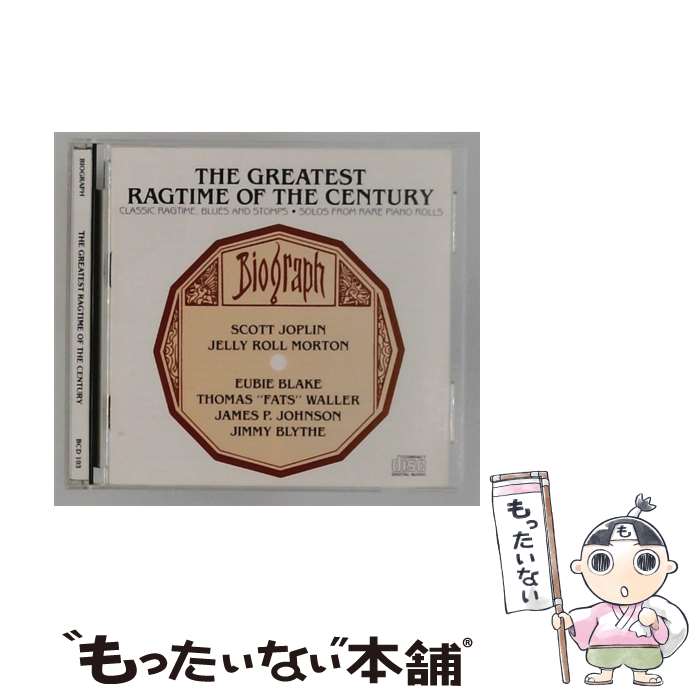 BIOGRAPH
THE GREATEST RAGTIME OF THE CENTURY
BCD 103
THE GREATEST
RAGTIME OF THE CENTURY
CLASSIC RAGTIME, BLUES AND STOMPS • SOLOS FROM RARE PIANO ROLLS
Biograph
SCOTT JOPLIN
JELLY ROLL MORTON
EUBIE BLAKE
THOMAS "FATS" WALLER
JAMES P. JOHNSON
JIMMY BLYTHE
COMPACT
disc
DIGITAL AUDIO
も
もったいない
"もったいない"本舗®